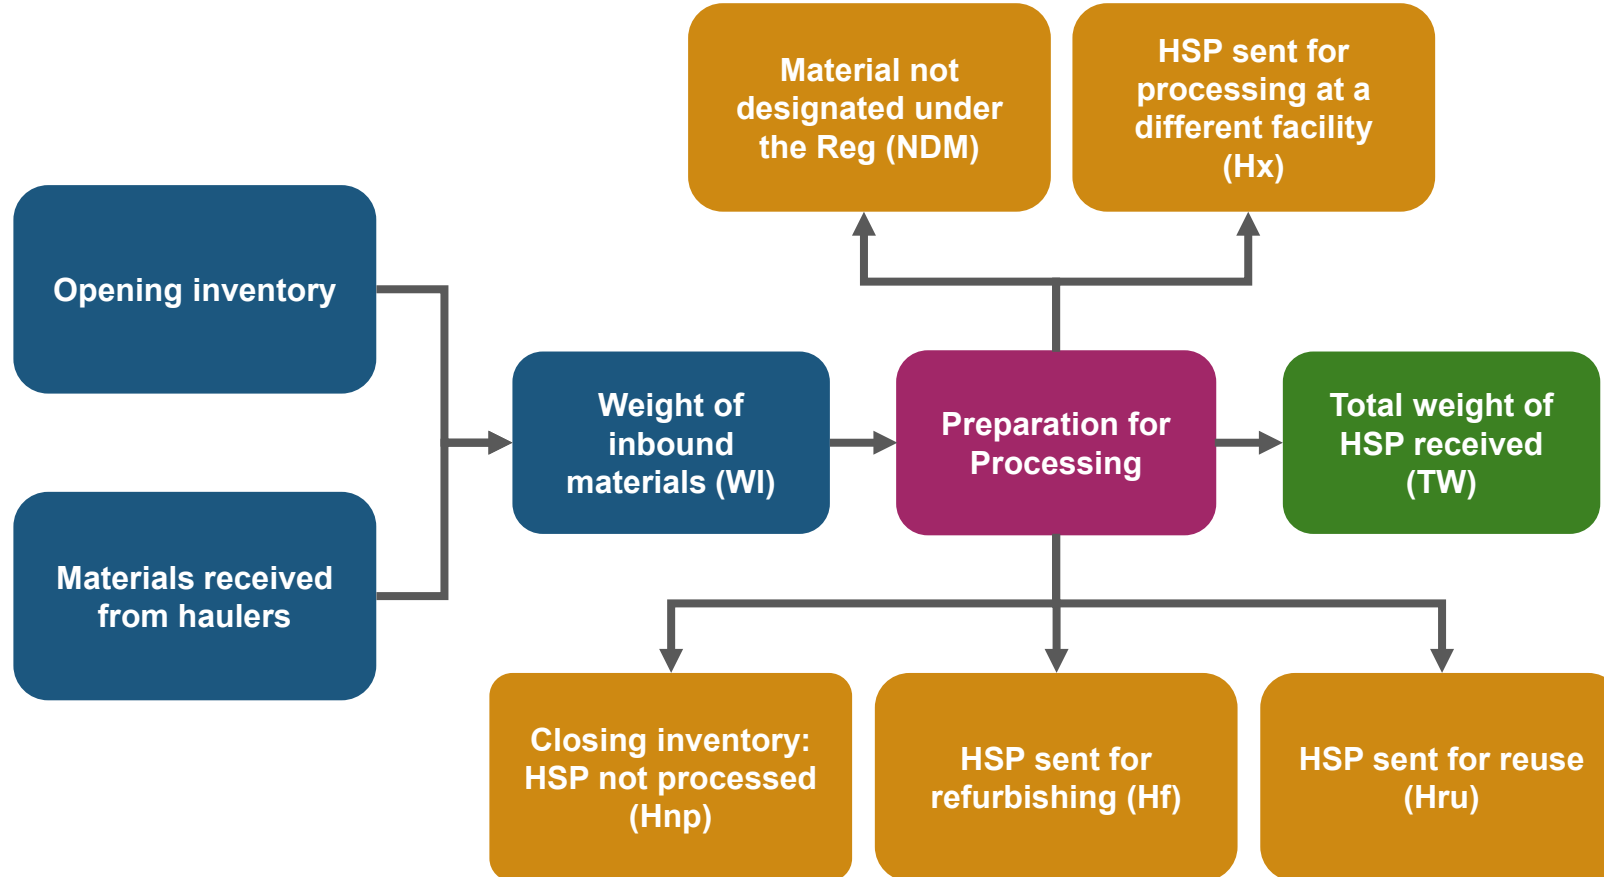 Material not
designated under
the Reg (NDM)
HSP sent for
processing at a
different facility
(Hx)
Opening inventory
Weight of
inbound
materials (WI)
Preparation for
Processing
Total weight of
HSP received
(TW)
Materials received
from haulers
Closing inventory:
HSP not processed
(Hnp)
HSP sent for
refurbishing (Hf)
HSP sent for reuse
(Hru)